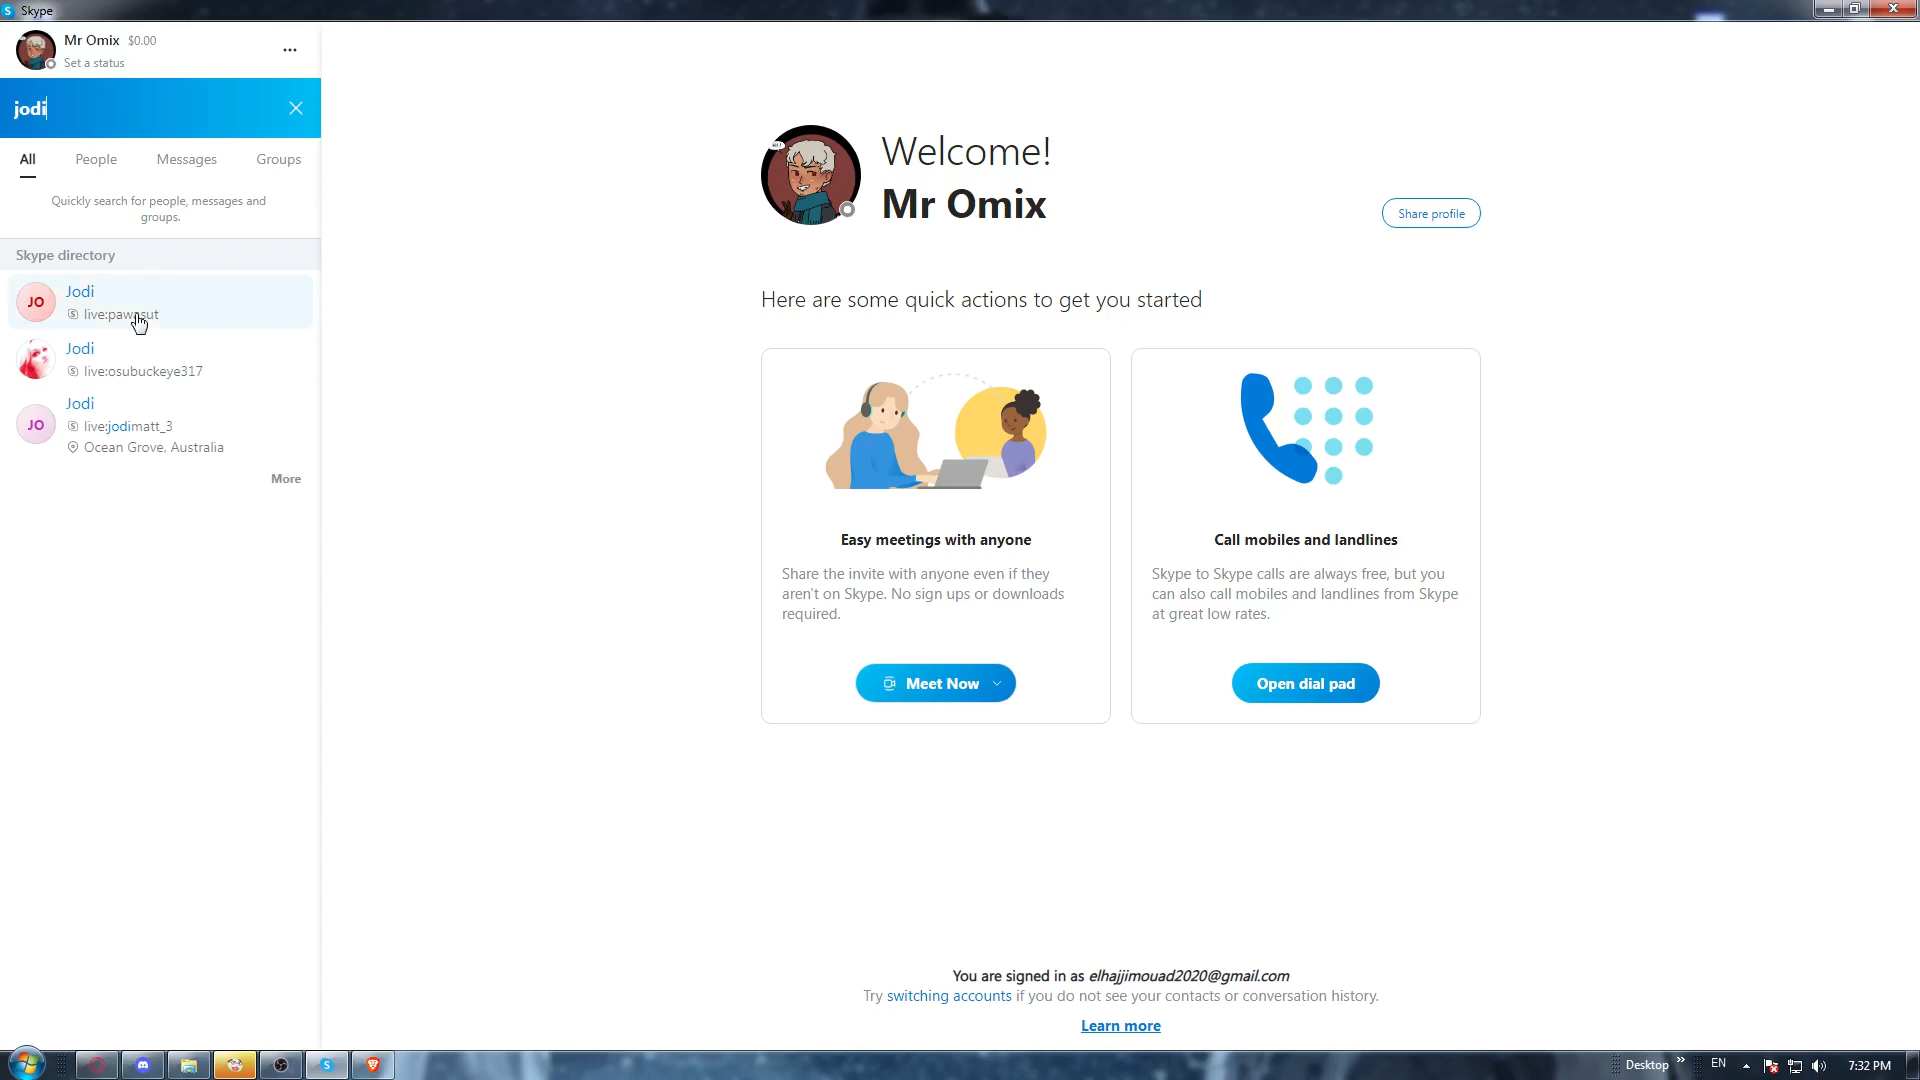 Skype
Mr Omix $0.00
Set a status
jodi
All People Messages Groups
Quickly search for people, messages and
groups.
Skype directory
JO
Jodi
Jodi
live:osubuckeye317
JO
Jodi
live:jodimatt_3
Ocean Grove, Australia
More
Welcome!
Mr Omix
Share profile
Here are some quick actions to get you started
Easy meetings with anyone
Share the invite with anyone even if they
aren't on Skype. No sign ups or downloads
required.
Meet Now
Call mobiles and landlines
Skype to Skype calls are always free, but you
can also call mobiles and landlines from Skype
at great low rates.
Open dial pad
You are signed in as elhajjimouad2020@gmail.com
Try switching accounts if you do not see your contacts or conversation history.
Learn more
Desktop
EN
7:32 PM